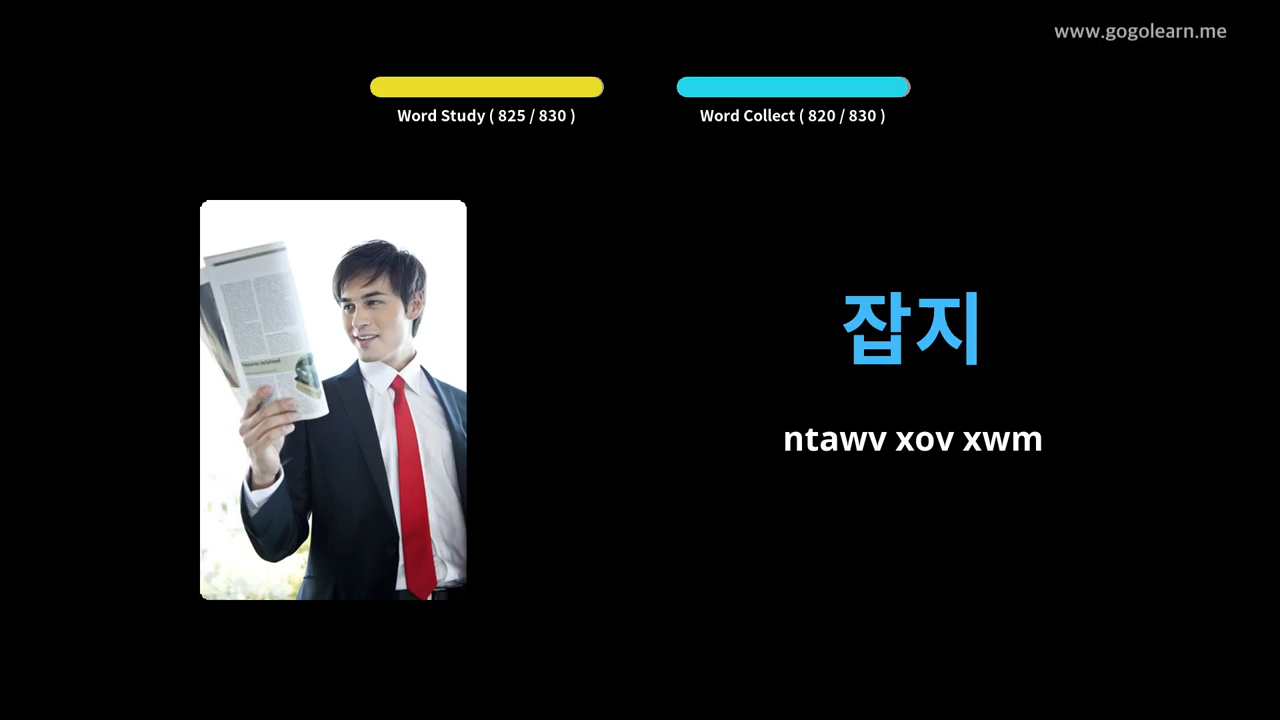 www.gogolearn.me
Word Study ( 825 / 830 )
Word Collect ( 820 / 830 )
잡지
ntawv xov xwm